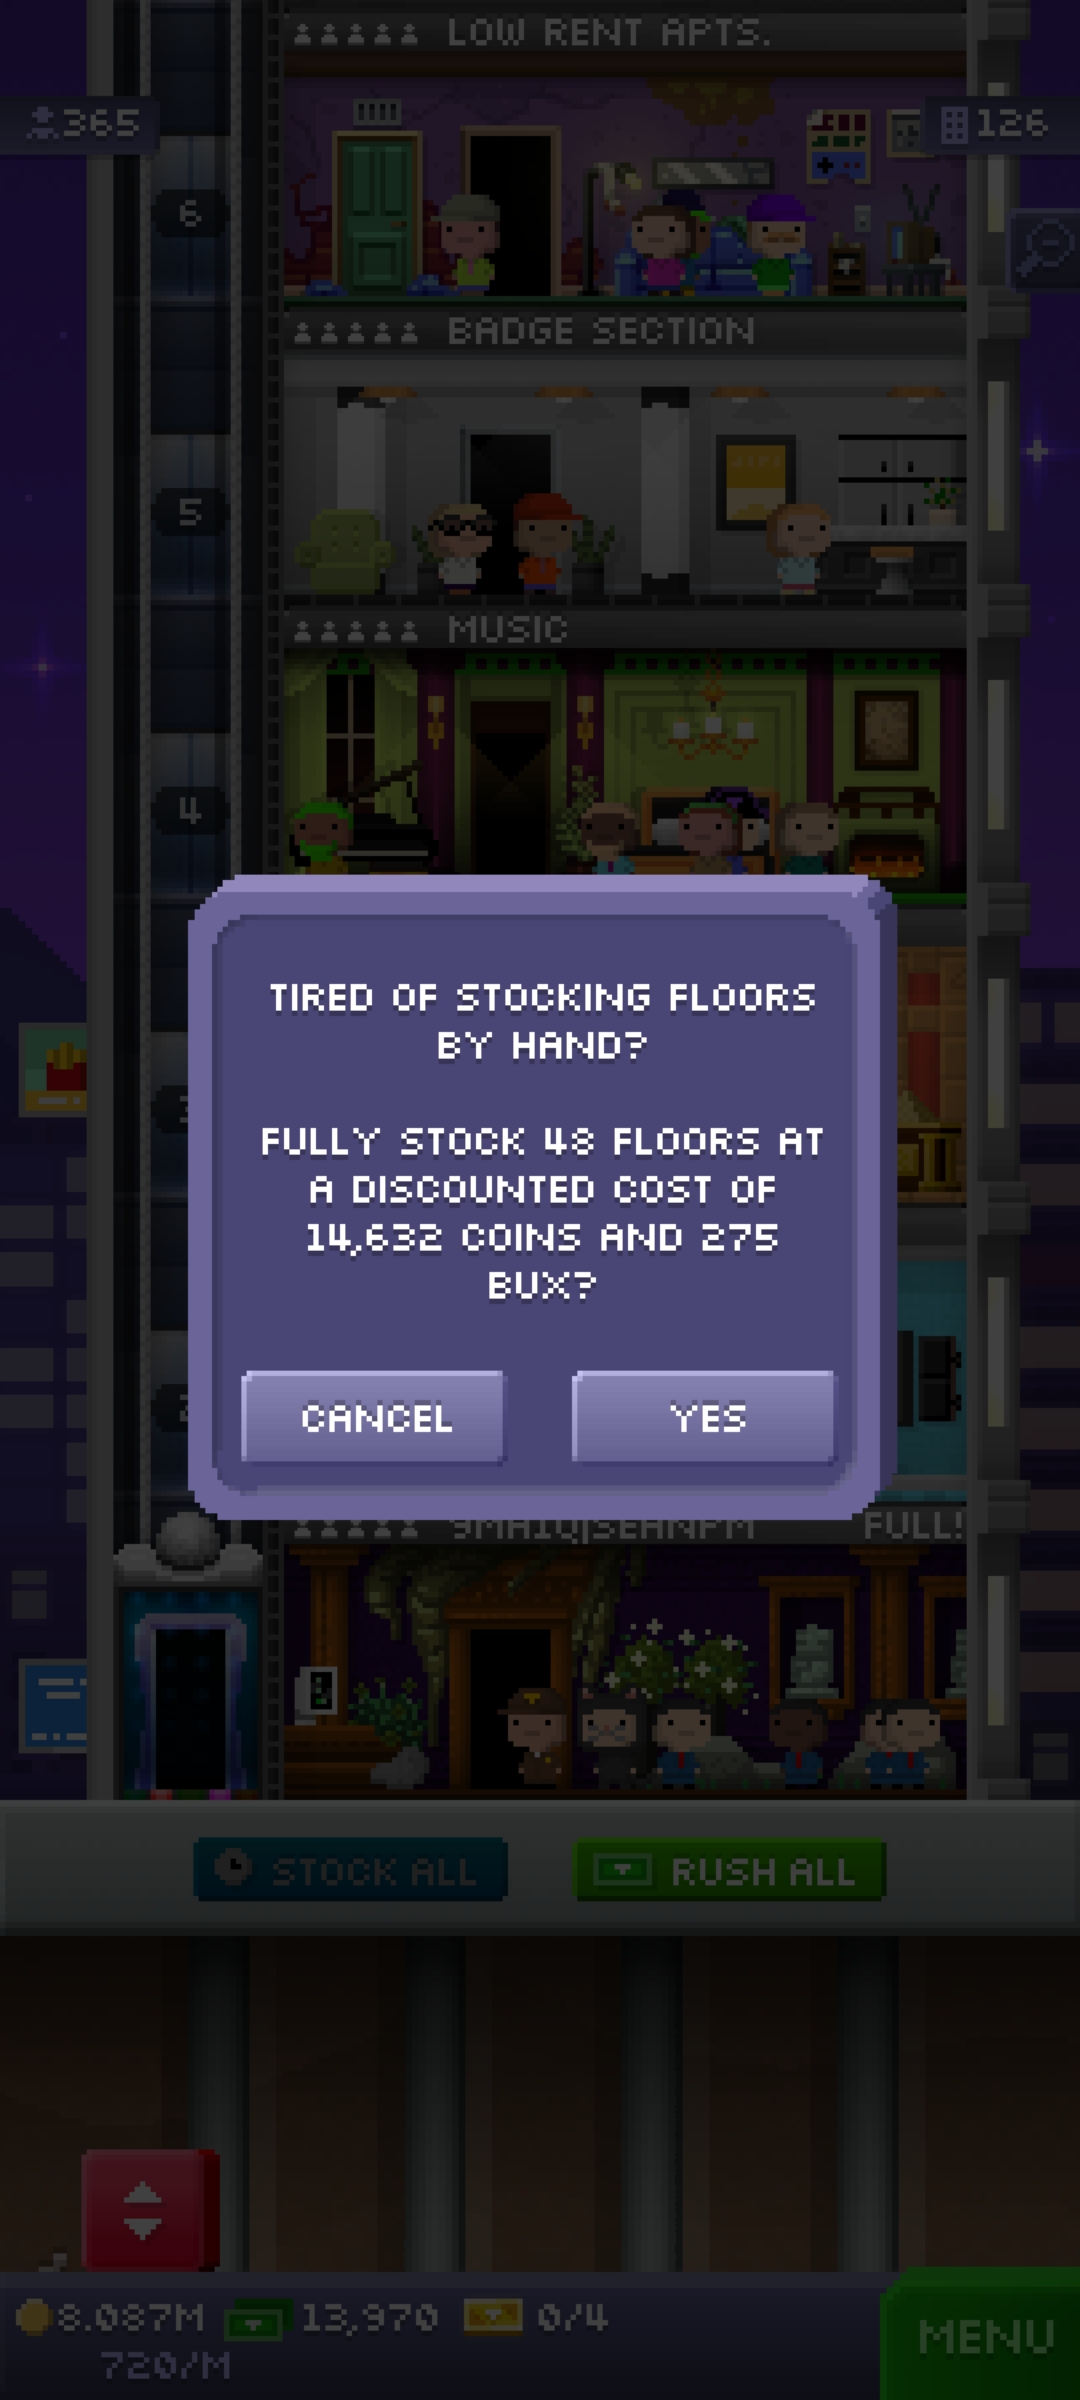 LOW RENT APTS.
365
126
6
BADGE SECTION
5
MUSIC
4
TIRED OF STOCKING FLOORS
BY HAND?
FULLY STOCK 48 FLOORS AT
A DISCOUNTED COST OF
14,632 COINS AND 275
BUX?
CANCEL
YES
FULL!
STOCK ALL
RUSH ALL
8.087M
13,970
0/4
720/M
MENU